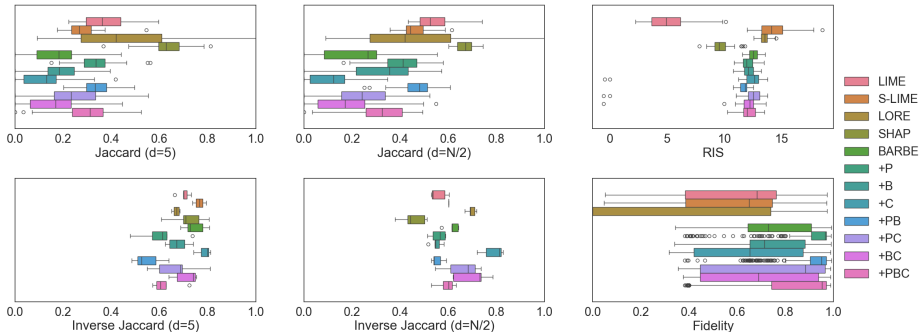 0.0 0.2 0.4 0.6 0.8 1.0
Jaccard (d=5)
0.0 0.2 0.4 0.6 0.8 1.0
Jaccard (d=N/2)
0 5 10 15
RIS
0.0 0.2 0.4 0.6 0.8 1.0
Inverse Jaccard (d=5)
0.0 0.2 0.4 0.6 0.8 1.0
Inverse Jaccard (d=N/2)
0.0 0.2 0.4 0.6 0.8 1.0
Fidelity
LIME
S-LIME
LORE
SHAP
BARBE
+P
+B
+C
+PB
+PC
+BC
+PBC